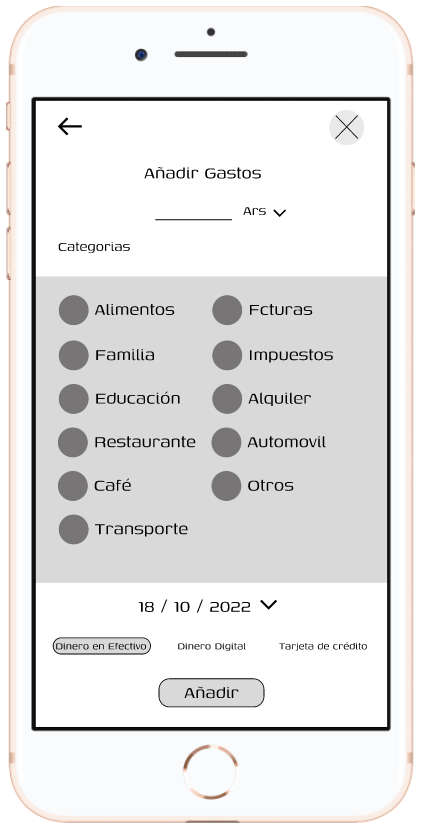 Añadir Gastos
Ars
Categorias
Alimentos Fcturas
Familia Impuestos
Educación Alquiler
Restaurante Automovil
Café Otros
Transporte
18 / 10 / 2022
Dinero en Efectivo Dinero Digital Tarjeta de crédito
Añadir